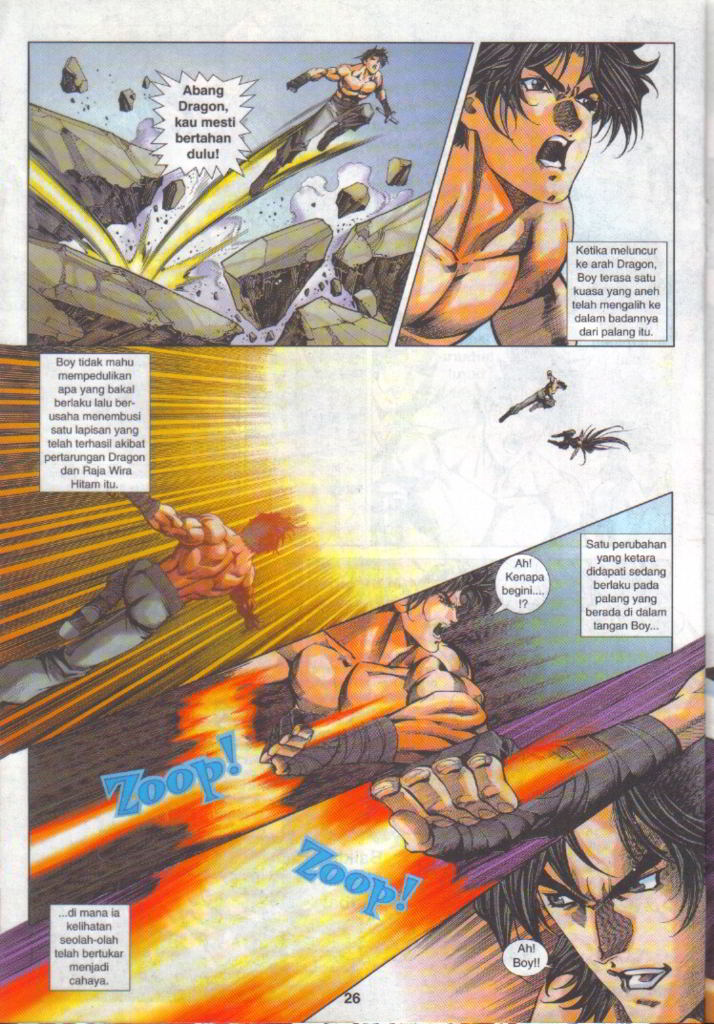 Abang
Dragon,
kau mesti
bertahan
dulu!
Ketika meluncur
ke arah Dragon,
Boy terasa satu
kuasa yang aneh
telah mengalih ke
dalam badannya
dari palang itu.
Boy tidak mahu
mempedulikan
apa yang bakal
berlaku lalu ber-
usaha menembusi
satu lapisan yang
telah terhasil akibat
pertarungan Dragon
dan Raja Wira
Hitam itu.
Ah!
Kenapa
begini....
!?
Satu perubahan
yang ketara
didapati sedang
berlaku pada
palang yang
berada di dalam
tangan Boy...
Zoop!
Zoop!
...di mana ia
kelihatan
seolah-olah
telah bertukar
menjadi
cahaya.
Ah!
Boy!!
26